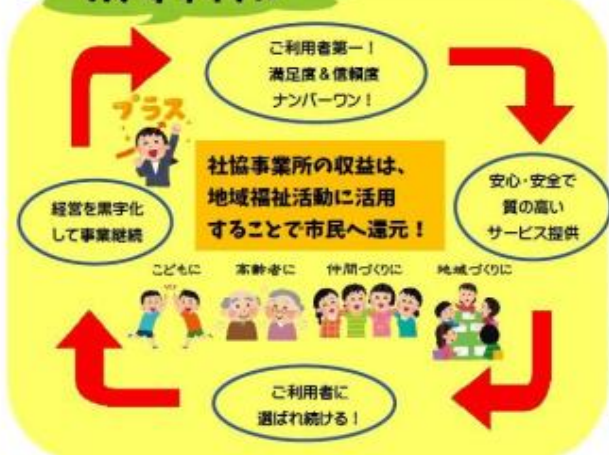 ご利用者第一！
満足度＆信頼度
ナンバーワン！
プラス
社協事業所の収益は、
地域福祉活動に活用
することで市民へ還元！
安心・安全で
質の高い
サービス提供
経営を黒字化
して事業継続
こどもに
高齢者に
仲間づくりに
地域づくりに
ご利用者に
選ばれ続ける！